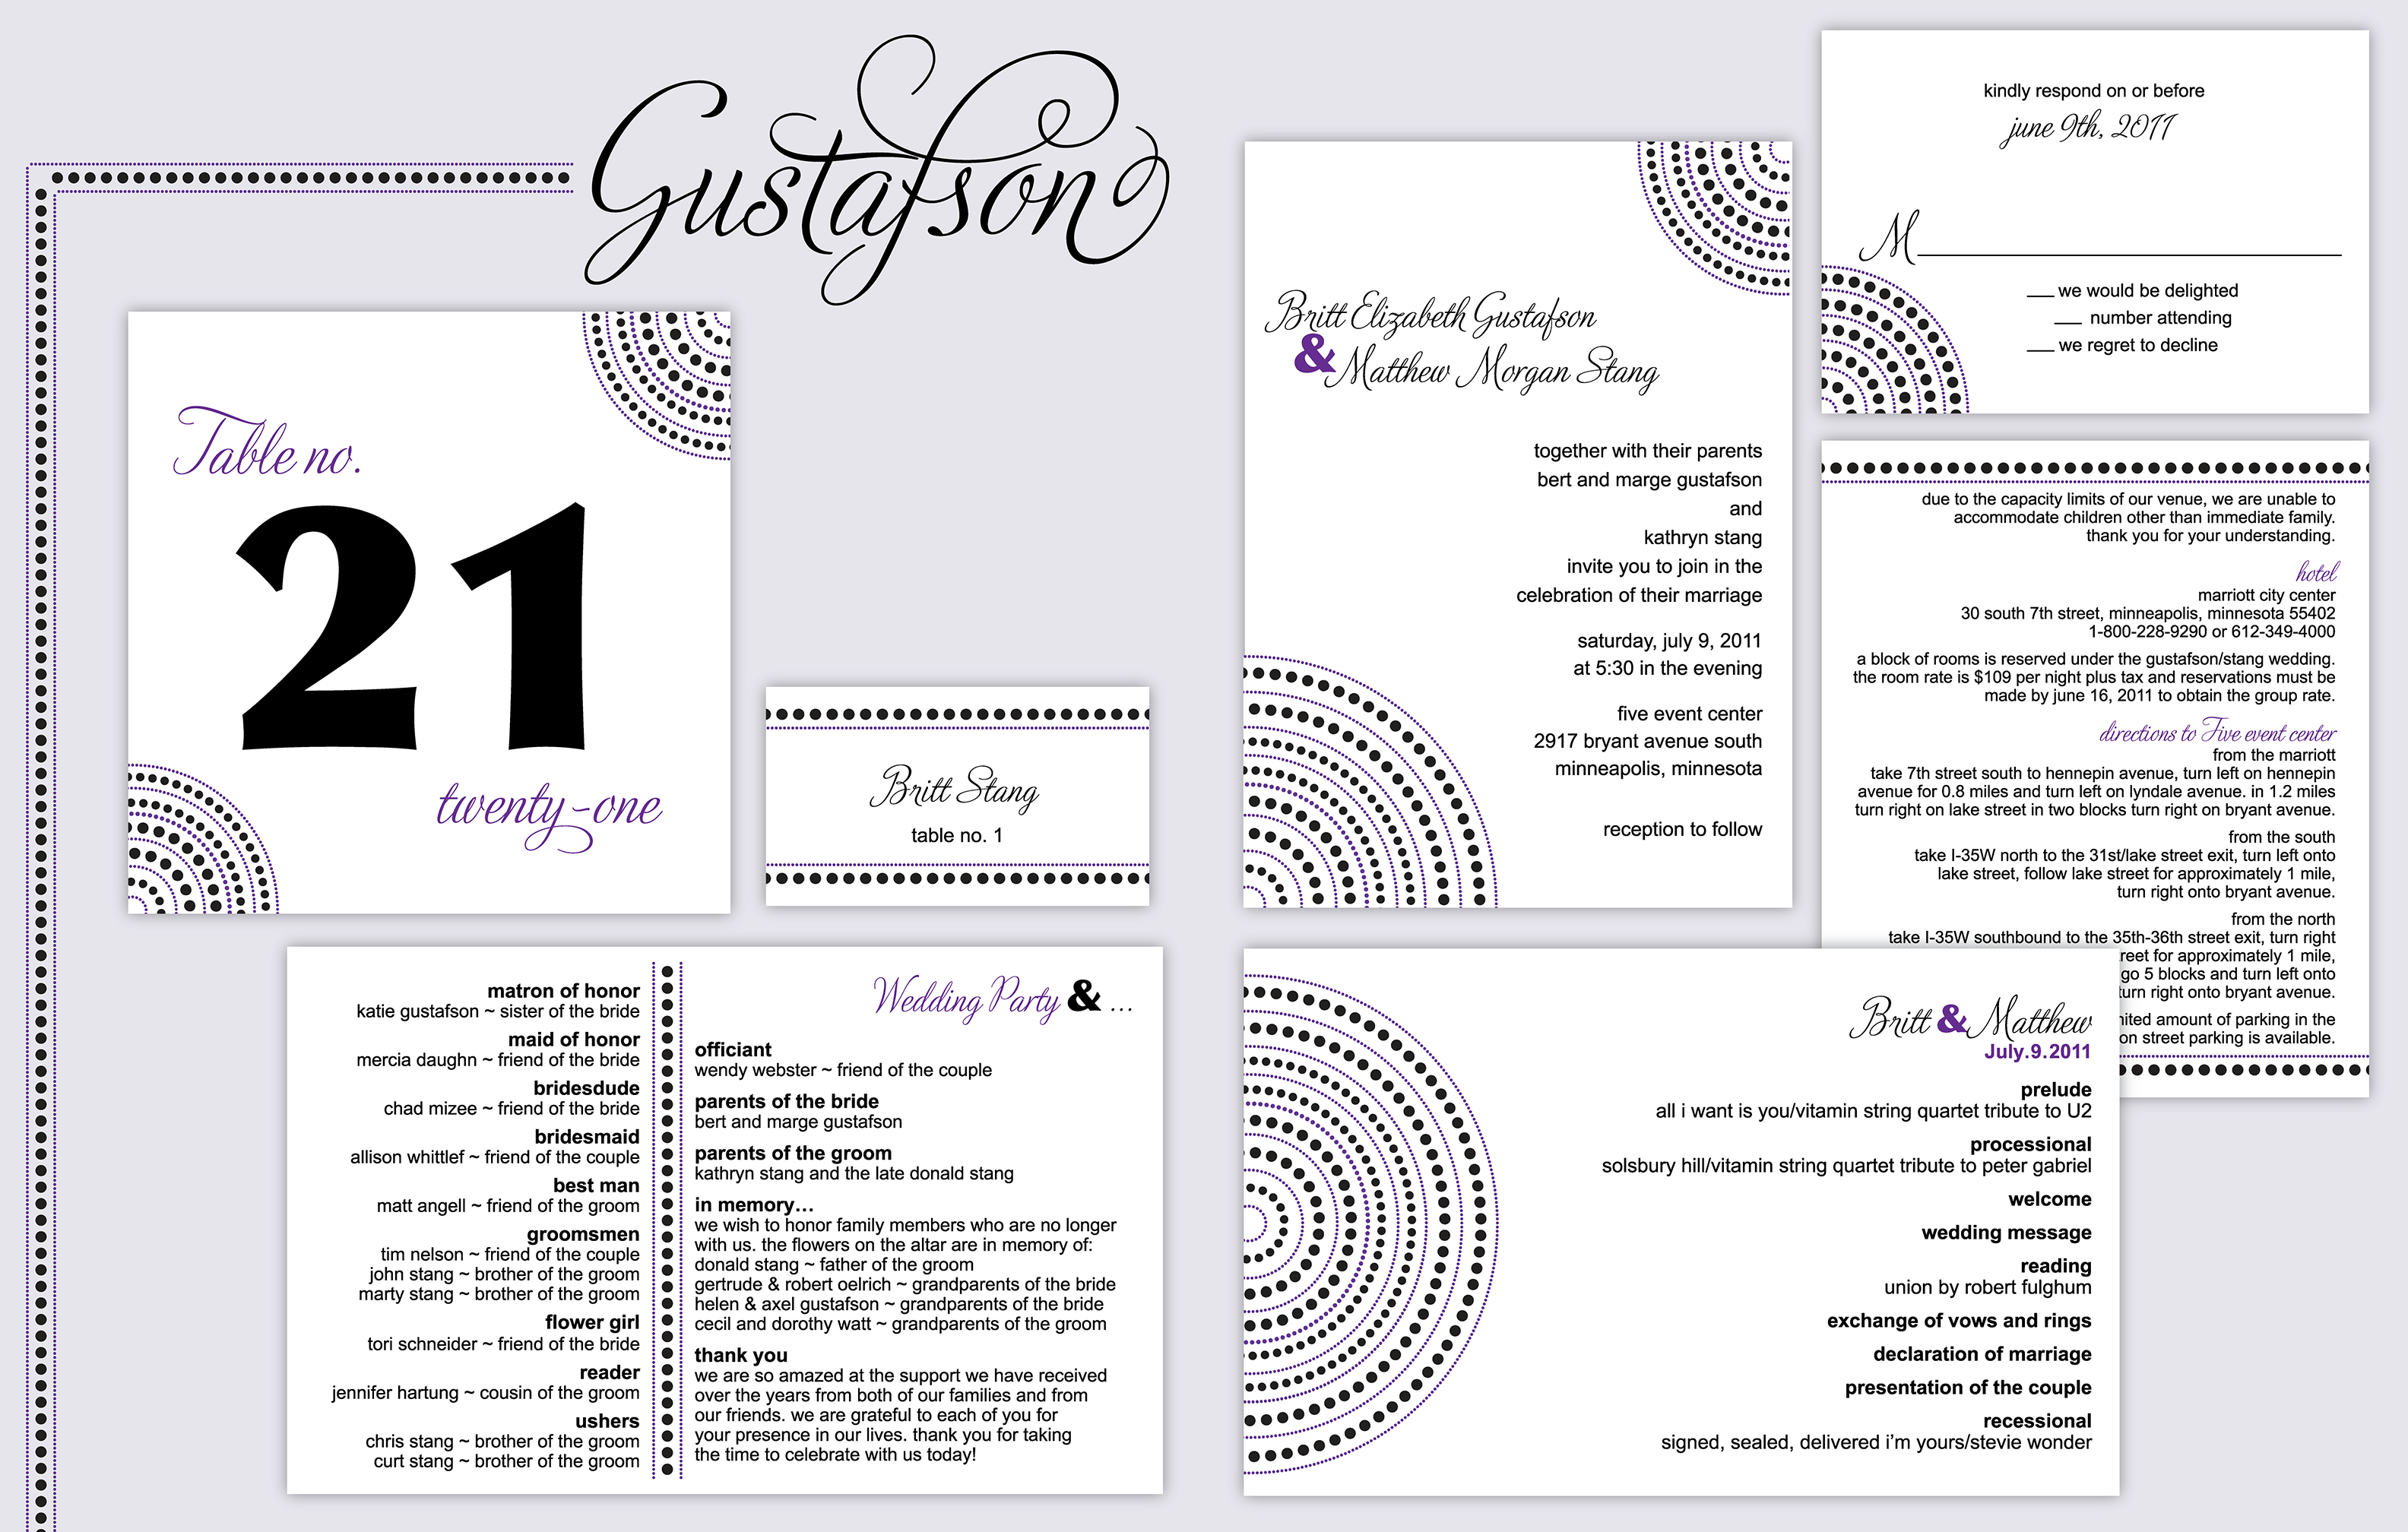 Gustafson
Table no.
21
twenty-one
Britt Stang
table no. 1
matron of honor
katie gustafson ~ sister of the bride
maid of honor
mercia daughn ~ friend of the bride
bridesdude
chad mizee ~ friend of the bride
bridesmaid
allison whittlef ~ friend of the couple
best man
matt angell ~ friend of the groom
groomsmen
tim nelson ~ friend of the couple
john stang ~ brother of the groom
marty stang ~ brother of the groom
flower girl
tori schneider ~ friend of the bride
reader
jennifer hartung ~ cousin of the groom
ushers
chris stang ~ brother of the groom
curt stang ~ brother of the groom
Wedding Party & ...
officiant
wendy webster ~ friend of the couple
parents of the bride
bert and marge gustafson
parents of the groom
kathryn stang and the late donald stang
in memory...
we wish to honor family members who are no longer
with us. the flowers on the altar are in memory of:
donald stang ~ father of the groom
gertrude & robert oelrich ~ grandparents of the bride
helen & axel gustafson ~ grandparents of the bride
cecil and dorothy watt ~ grandparents of the groom
thank you
we are so amazed at the support we have received
over the years from both of our families and from
our friends. we are grateful to each of you for
your presence in our lives. thank you for taking
the time to celebrate with us today!
Britt Elizabeth Gustafson
& Matthew Morgan Stang
together with their parents
bert and marge gustafson
and
kathryn stang
invite you to join in the
celebration of their marriage
saturday, july 9, 2011
at 5:30 in the evening
five event center
2917 bryant avenue south
minneapolis, minnesota
reception to follow
kindly respond on or before
june 9th, 2011
M
we would be delighted
number attending
we regret to decline
due to the capacity limits of our venue, we are unable to
accommodate children other than immediate family.
thank you for your understanding.
hotel
marriott city center
30 south 7th street, minneapolis, minnesota 55402
1-800-228-9290 or 612-349-4000
a block of rooms is reserved under the gustafson/stang wedding.
the room rate is $109 per night plus tax and reservations must be
made by june 16, 2011 to obtain the group rate.
directions to Five event center
from the marriott
take 7th street south to hennepin avenue, turn left on hennepin
avenue for 0.8 miles and turn left on lyndale avenue. in 1.2 miles
turn right on lake street in two blocks turn right on bryant avenue.
from the south
take I-35W north to the 31st/lake street exit, turn left onto
lake street, follow lake street for approximately 1 mile,
turn right onto bryant avenue.
from the north
take I-35W southbound to the 35th-36th street exit, turn right
for approximately 1 mile,
go 5 blocks and turn left onto
turn right onto bryant avenue.
amount of parking in the
on street parking is available.
Britt & Matthew
July.9.2011
prelude
all i want is you/vitamin string quartet tribute to U2
processional
solsbury hill/vitamin string quartet tribute to peter gabriel
welcome
wedding message
reading
union by robert fulghum
exchange of vows and rings
declaration of marriage
presentation of the couple
recessional
signed, sealed, delivered i'm yours/stevie wonder